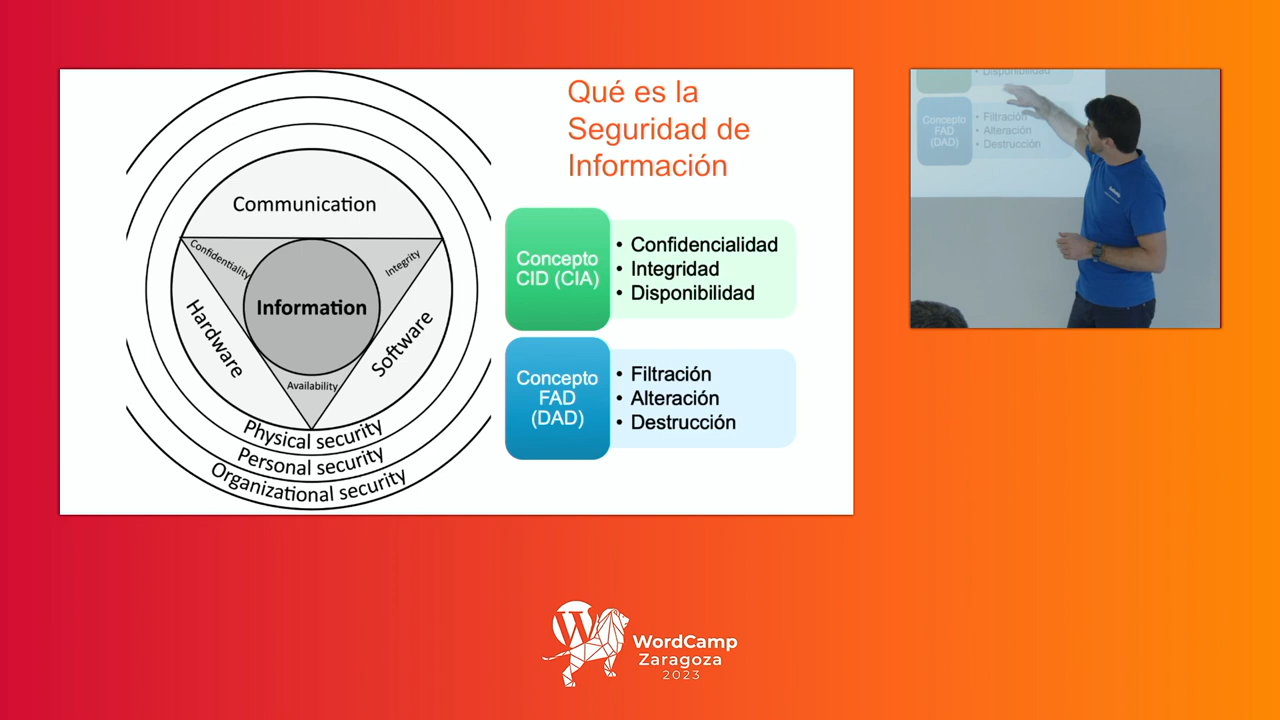 Qué es la
Seguridad de
Información
Communication
Confidentiality
Integrity
Information
Hardware
Software
Availability
Physical security
Personal security
Organizational security
Concepto
CID (CIA)
• Confidencialidad
• Integridad
• Disponibilidad
Concepto
FAD
(DAD)
• Filtración
• Alteración
• Destrucción
• Disponibilidad
Concepto
FAD
(DAD)
• Filtración
• Alteración
• Destrucción
W
WordCamp
Zaragoza
2023